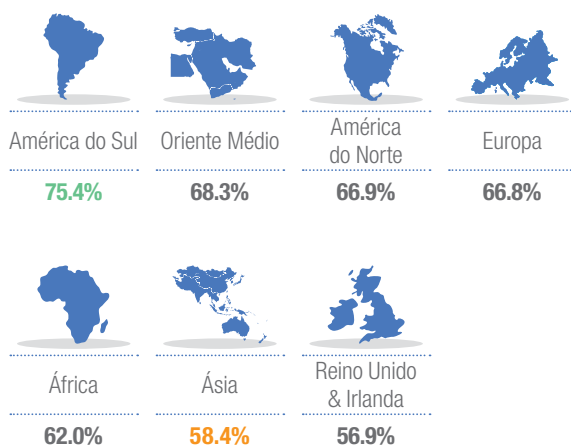 América do Sul
Oriente Médio
América
do Norte
Europa
75.4%
68.3%
66.9%
66.8%
África
Ásia
Reino Unido
& Irlanda
62.0%
58.4%
56.9%